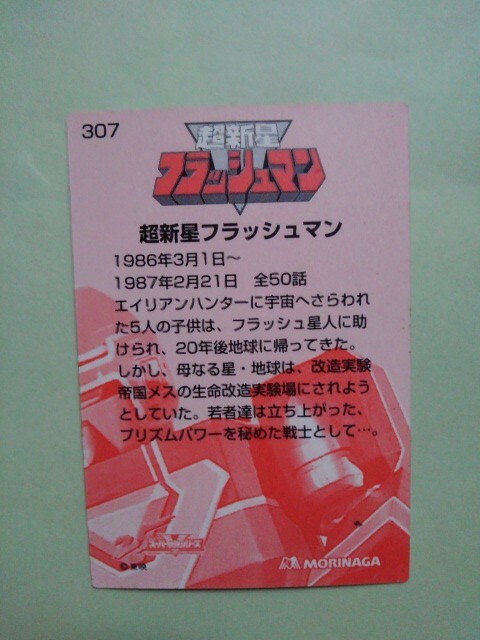 307
超新星
フラッシュマン
超新星フラッシュマン
1986年3月1日～
1987年2月21日　全50話
エイリアンハンターに宇宙へさらわれ
た5人の子供は、フラッシュ星人に助
けられ、20年後地球に帰ってきた。
しかし、母なる星・地球は、改造実験
帝国メスの生命改造実験場にされよう
としていた。若者達は立ち上がった、
プリズムパワーを秘めた戦士として…。
MORINAGA